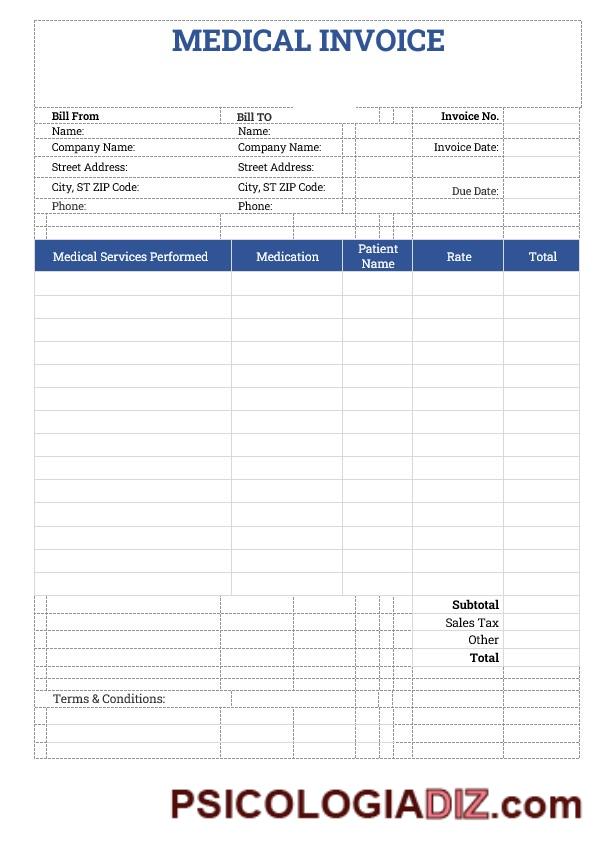 MEDICAL INVOICE
Bill From Bill TO Invoice No.
Name: Name:
Company Name: Company Name: Invoice Date:
Street Address: Street Address:
City, ST ZIP Code: City, ST ZIP Code: Due Date:
Phone: Phone:
Medical Services Performed Medication Patient Name Rate Total
Subtotal
Sales Tax
Other
Total
Terms & Conditions:
PSICOLOGIADIZ.com